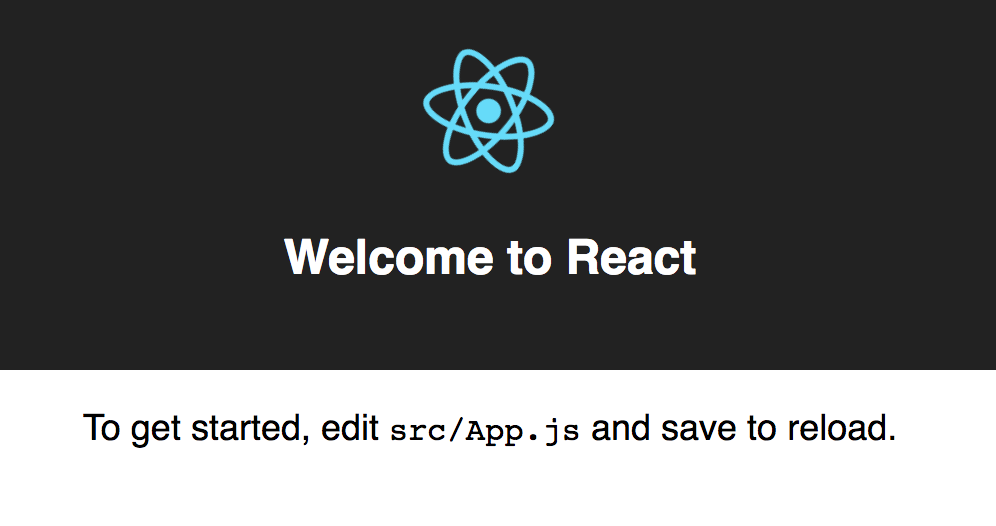 Welcome to React
To get started, edit src/App.js and save to reload.